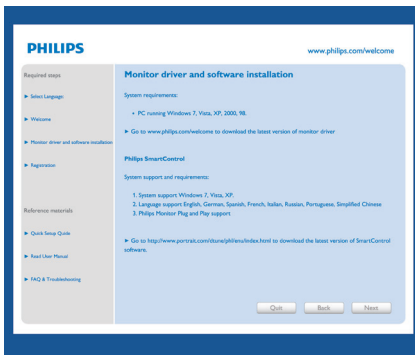 PHILIPS
www.philips.com/welcome
Required steps
► Select Language:
► Welcome
► Monitor driver and software installation
► Registration
Reference materials
► Quick Setup Guide
► Read User Manual
► FAQ & Troubleshooting
Monitor driver and software installation
System requirements:
• PC running Windows 7, Vista, XP, 2000, 98.
► Go to www.philips.com/welcome to download the latest version of monitor driver
Philips SmartControl
System support and requirements:
1. System support Windows 7, Vista, XP.
2. Language support English, German, Spanish, French, Italian, Russian, Portuguese, Simplified Chinese
3. Philips Monitor Plug and Play support
► Go to http://www.portrait.com/dtune/phl/enu/index.html to download the latest version of SmartControl
software.
Quit
Back
Next